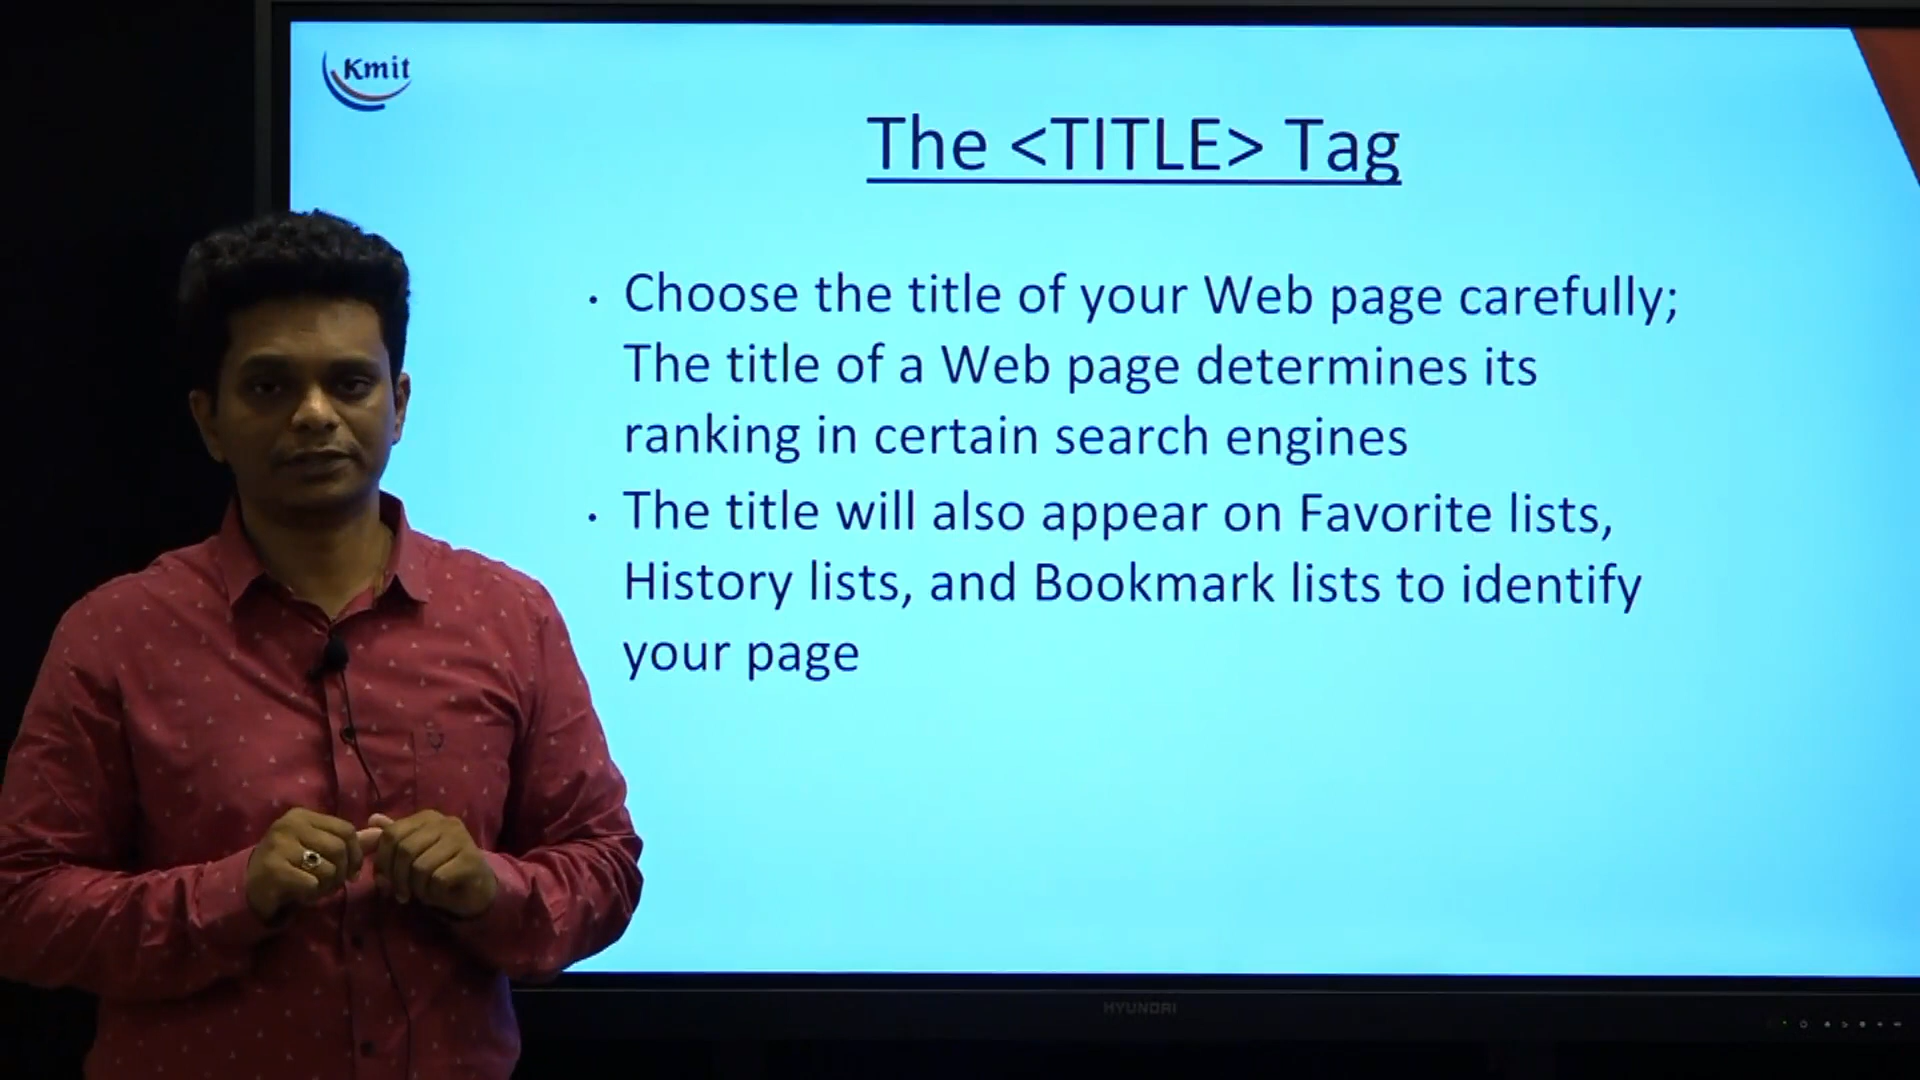 Kmit
The <TITLE> Tag
• Choose the title of your Web page carefully;
The title of a Web page determines its
ranking in certain search engines
• The title will also appear on Favorite lists,
History lists, and Bookmark lists to identify
your page
HYUNDAI